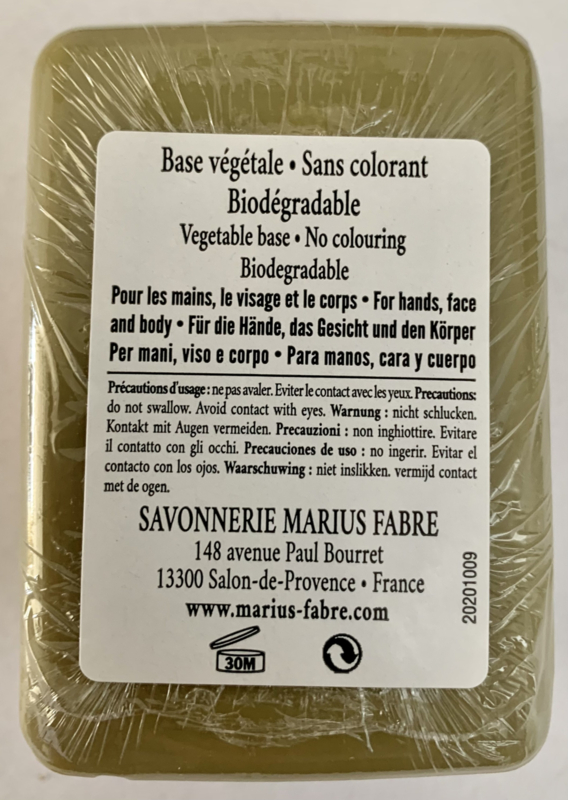 Base végétale • Sans colorant
Biodégradable
Vegetable base • No colouring
Biodegradable
Pour les mains, le visage et le corps • For hands, face
and body • Für die Hände, das Gesicht und den Körper
Per mani, viso e corpo • Para manos, cara y cuerpo
Précautions d'usage : ne pas avaler. Eviter le contact avec les yeux. Precautions:
do not swallow. Avoid contact with eyes. Warnung : nicht schlucken.
Kontakt mit Augen vermeiden. Precauzioni : non inghiottire. Evitare
il contatto con gli occhi. Precauciones de uso : no ingerir. Evitar el
contacto con los ojos. Waarschuwing : niet inslikken. vermijd contact
met de ogen.
SAVONNERIE MARIUS FABRE
148 avenue Paul Bourret
13300 Salon-de-Provence • France
www.marius-fabre.com
30M
20201009